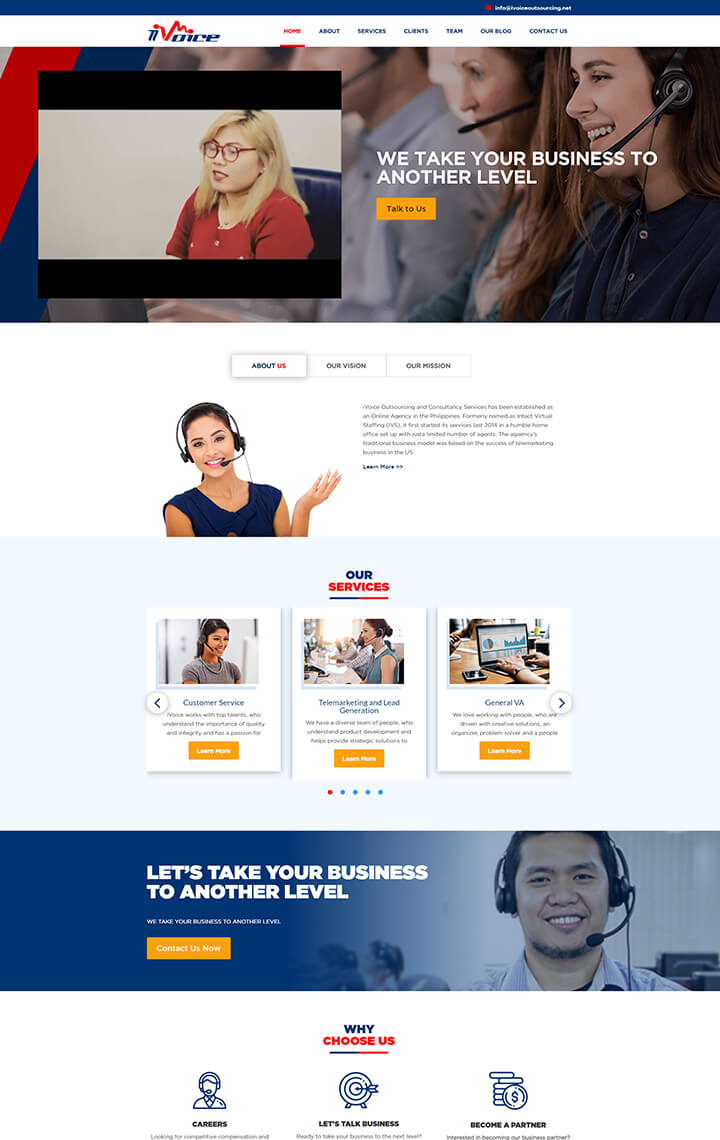 info@ivoiceoutsourcing.net
iVoice
HOME ABOUT SERVICES CLIENTS TEAM OUR BLOG CONTACT US
WE TAKE YOUR BUSINESS TO
ANOTHER LEVEL
Talk to Us
ABOUT US OUR VISION OUR MISSION
iVoice Outsourcing and Consultancy Services has been established as
an Online Agency in the Philippines. Formerly named as Intact Virtual
Staffing (IVS), it first started its services last 2014 in a humble home
office set up with justa limited number of agents. The agaency's
traditional business model was based on the success of telemarketing
business in the US.
Learn More >>
OUR
SERVICES
Customer Service
iVoice works with top talents, who
understand the importance of quality
and integrity and has a passion for
Learn More
Telemarketing and Lead
Generation
We have a diverse team of people, who
understand product development and
helps provide strategic solutions to
Learn More
General VA
We love working with people, who are
driven with creative solutions, an
organizer, problem solver and a people
Learn More
LET'S TAKE YOUR BUSINESS
TO ANOTHER LEVEL
WE TAKE YOUR BUSINESS TO ANOTHER LEVEL
Contact Us Now
WHY
CHOOSE US
CAREERS
Looking for competitive compensation and
LET'S TALK BUSINESS
Ready to take your business to the next level?
BECOME A PARTNER
Interested in becoming our business partner?